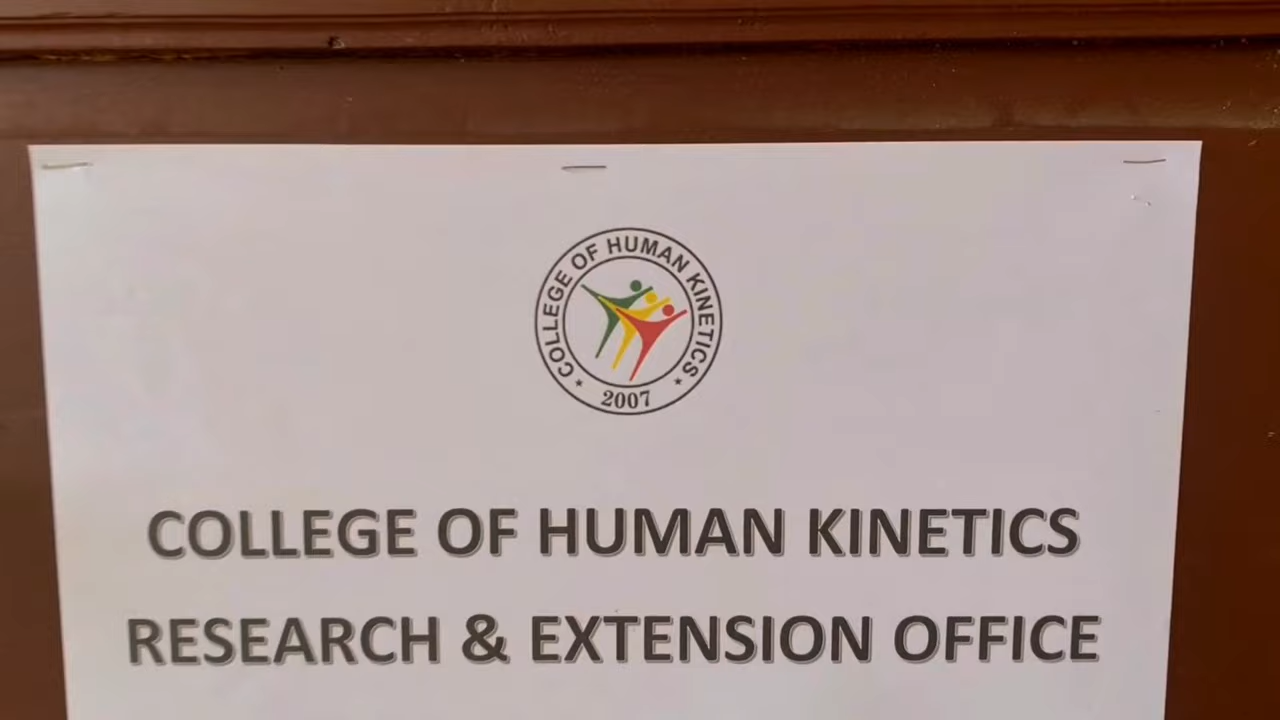 COLLEGE OF HUMAN KINETICS
2007
COLLEGE OF HUMAN KINETICS
RESEARCH & EXTENSION OFFICE